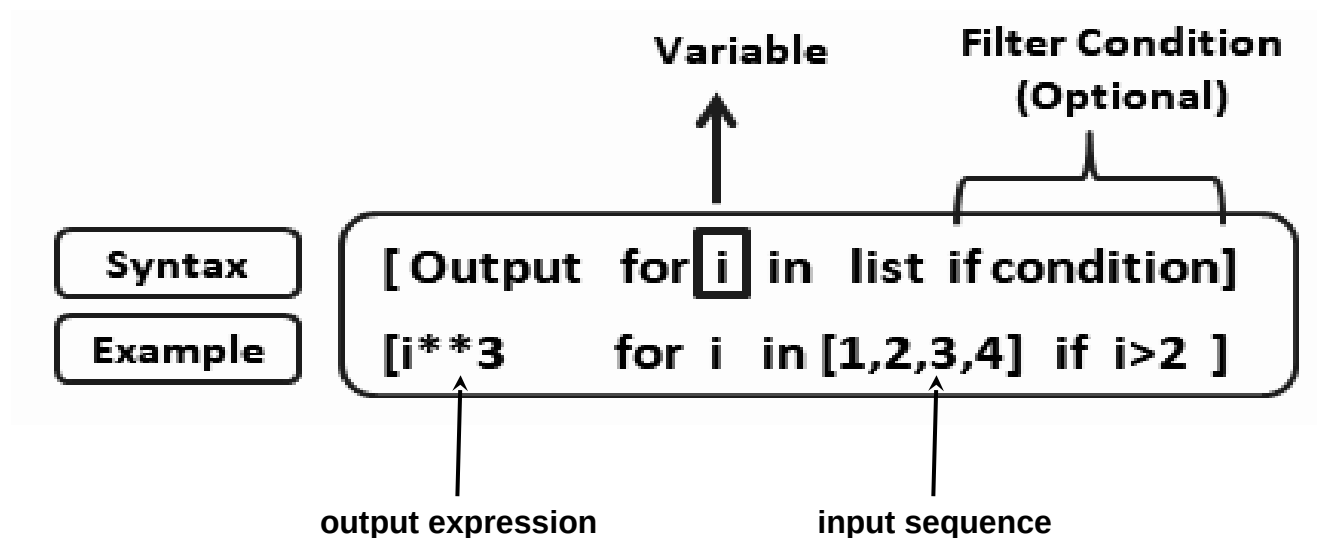 Variable
Filter Condition
(Optional)
Syntax
[ Output for i in list if condition]
Example
[i**3 for i in [1,2,3,4] if i>2 ]
output expression
input sequence